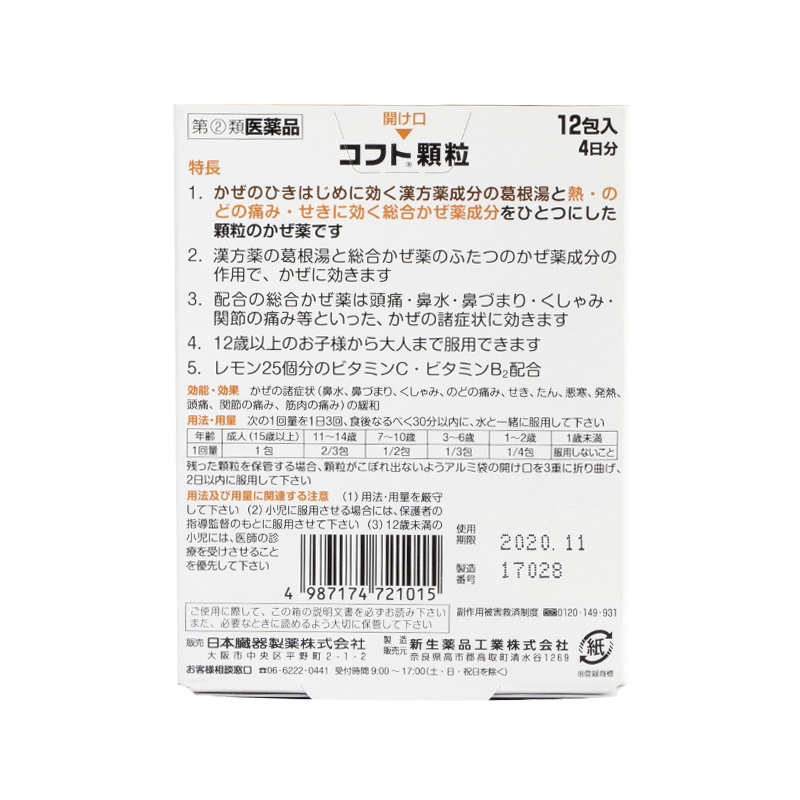 指②類医薬品
開け口
コフト®顆粒
12包入
4日分
特長
1. かぜのひきはじめに効く漢方薬成分の葛根湯と熱・の
どの痛み・せきに効く総合かぜ薬成分をひとつにした
顆粒のかぜ薬です
2. 漢方薬の葛根湯と総合かぜ薬のふたつのかぜ薬成分の
作用で、かぜに効きます
3. 配合の総合かぜ薬は頭痛・鼻水・鼻づまり・くしゃみ・
関節の痛み等といった、かぜの諸症状に効きます
4. 12歳以上のお子様から大人まで服用できます
5. レモン25個分のビタミンC・ビタミンB2配合
効能・効果 かぜの諸症状(鼻水、鼻づまり、くしゃみ、のどの痛み、せき、たん、悪寒、発熱、
頭痛、関節の痛み、筋肉の痛み)の緩和
用法・用量 次の1回量を1日3回、食後なるべく30分以内に、水と一緒に服用して下さい
年齢 成人(15歳以上) 11〜14歳 7〜10歳 3〜6歳 1〜2歳 1歳未満
1回量 1包 2/3包 1/2包 1/3包 1/4包 服用しないこと
残った顆粒を保管する場合、顆粒がこぼれ出ないようアルミ袋の開け口を3重に折り曲げ、
2日以内に服用して下さい
用法及び用量に関連する注意 (1)用法・用量を厳守
して下さい (2)小児に服用させる場合には、保護者の
指導監督のもとに服用させて下さい (3)12歳未満の
小児には、医師の診
療を受けさせること
を優先して下さい
使用
期限 2020.11
製造
番号 17028
4 987174 721015
ご使用に際して、この箱の説明文書を必ずお読み下さい
また、必要なときに読めるよう大切に保管して下さい
副作用被害救済制度 0120-149-931
販売 日本臓器製薬株式会社
大阪市中央区平野町2-1-2
製造
販売元 新生薬品工業株式会社
奈良県高市郡高取町清水谷1269
紙
お客様相談窓口 ☎06-6222-0441 受付時間9:00〜17:00(土・日・祝日を除く)
®登録商標